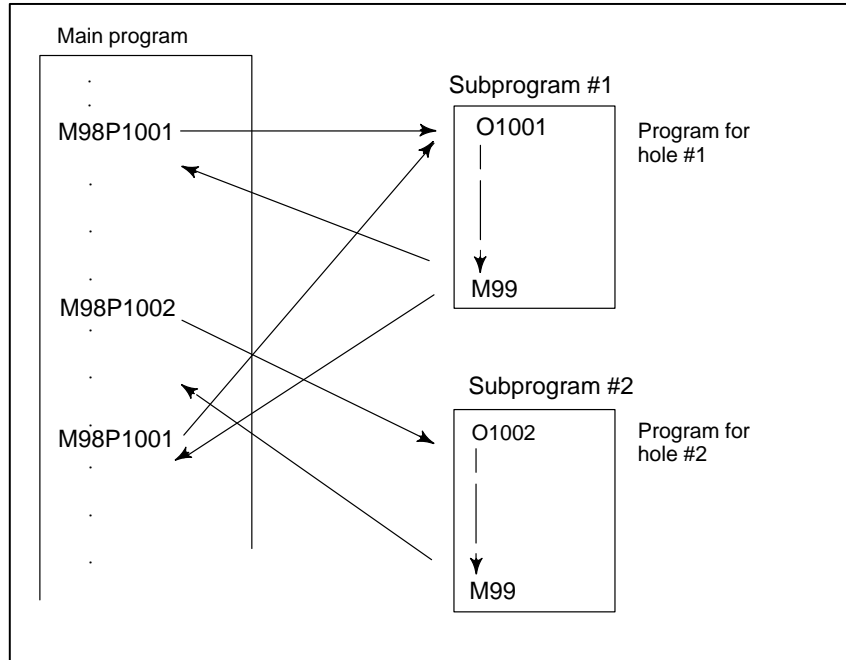 Main program
M98P1001
M98P1002
M98P1001
Subprogram #1
O1001
M99
Program for
hole #1
Subprogram #2
O1002
M99
Program for
hole #2